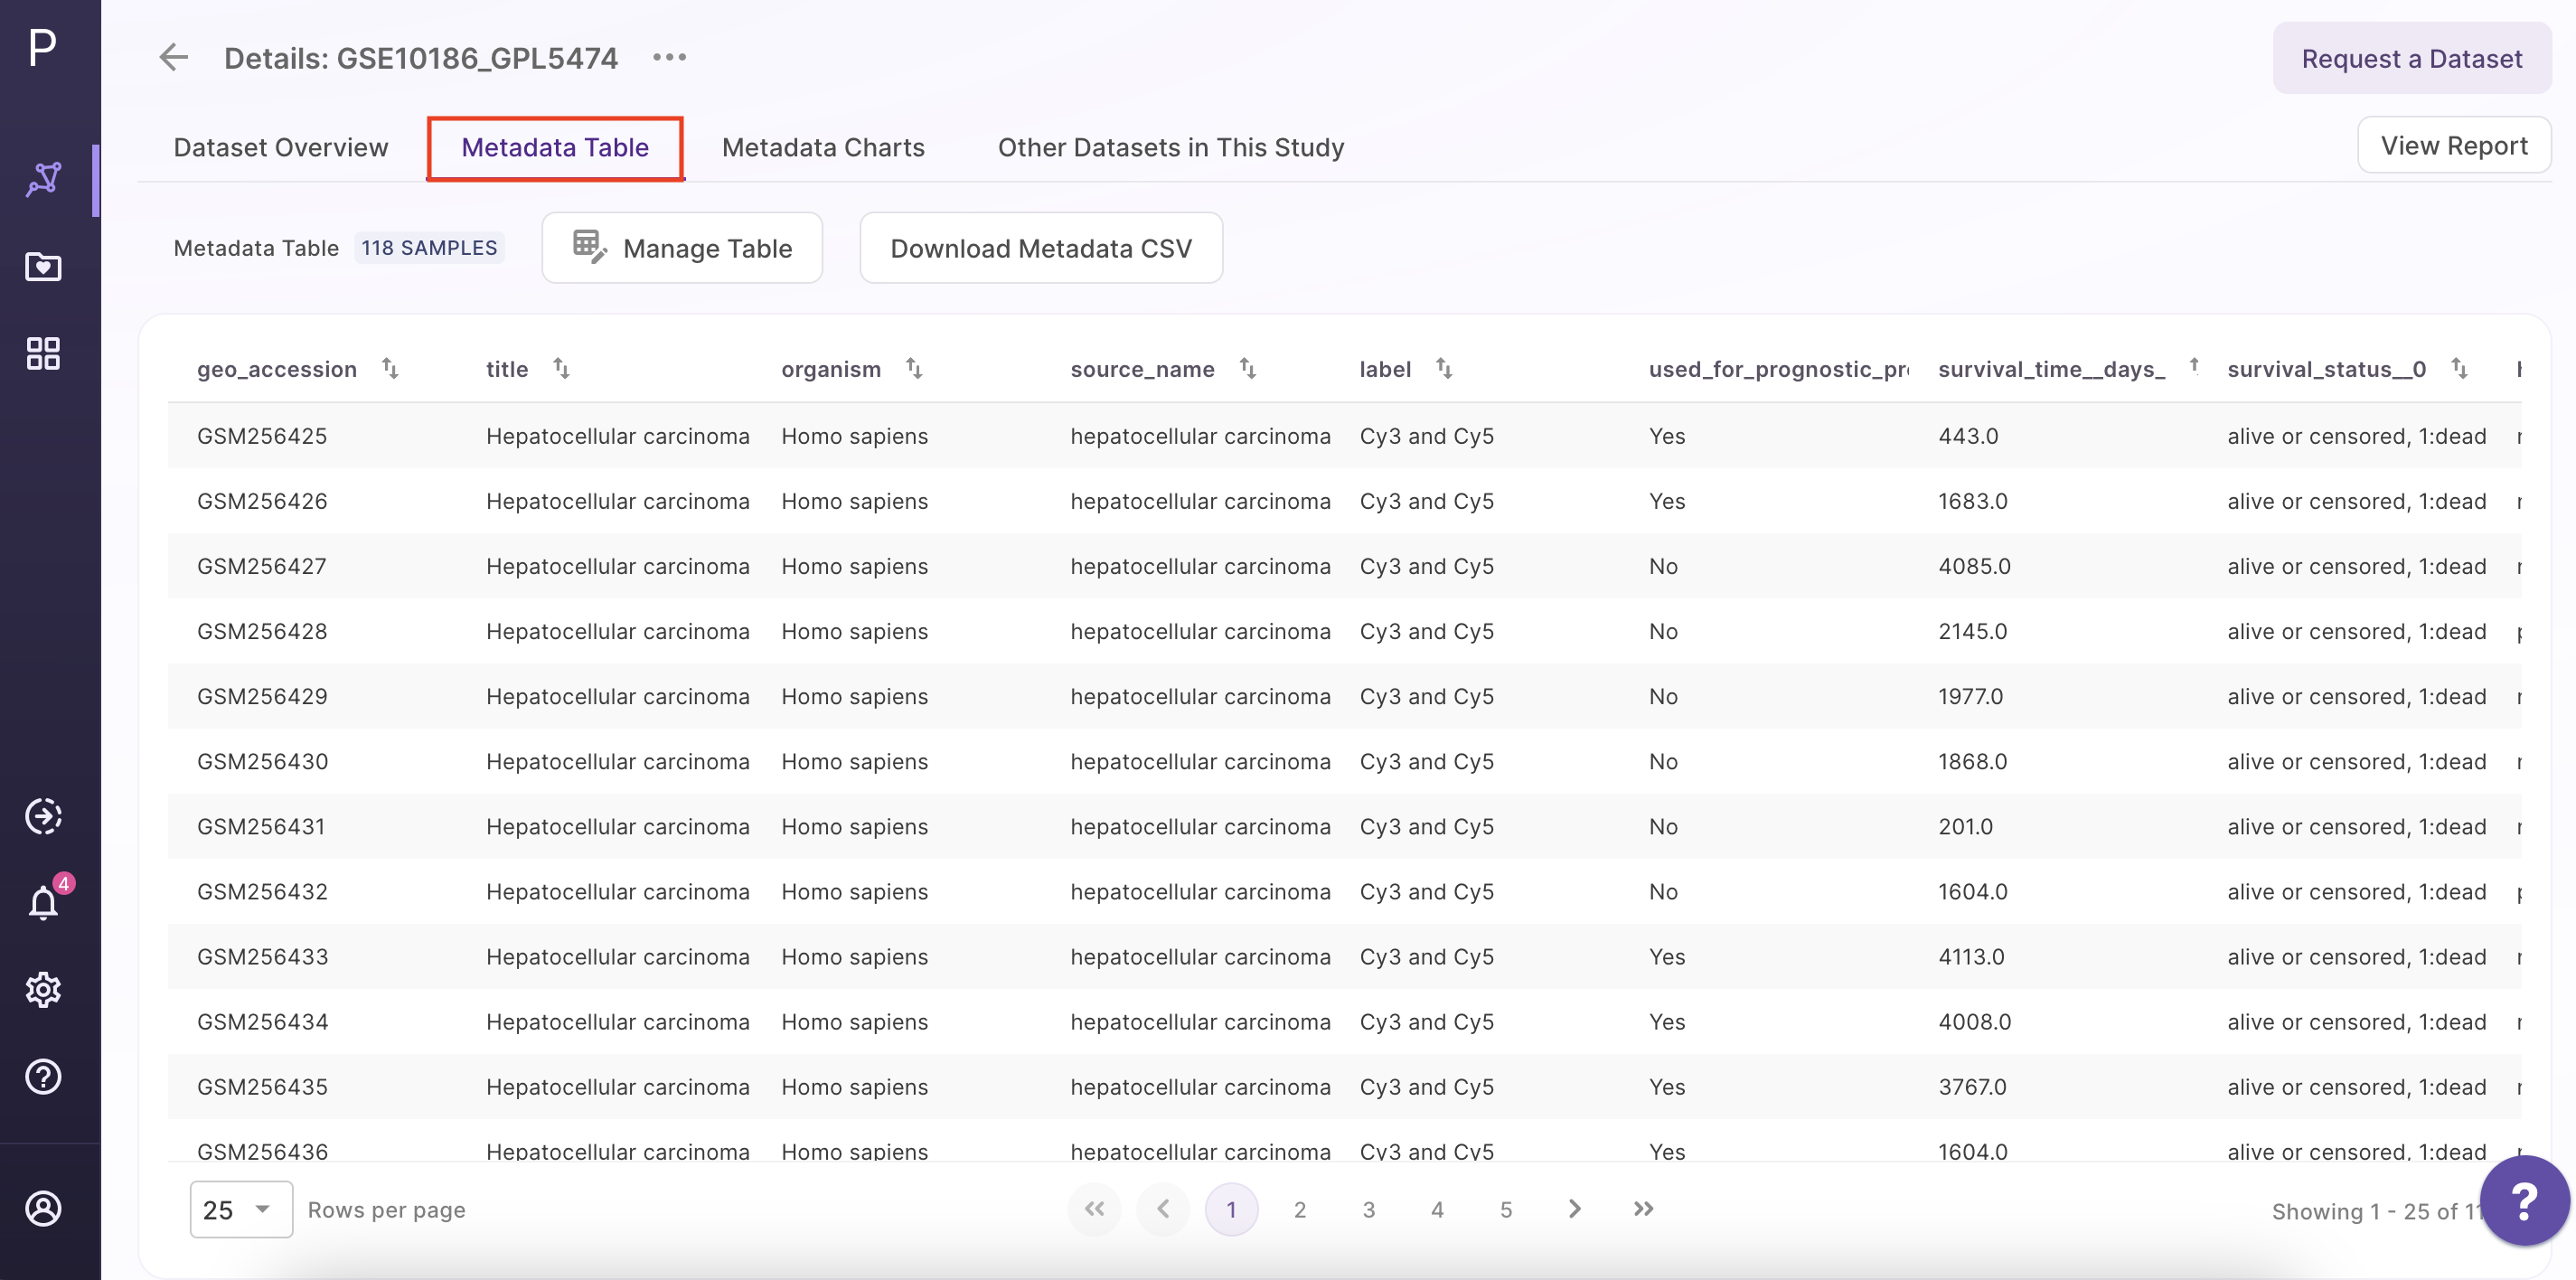 P
Details: GSE10186_GPL5474
Request a Dataset
Dataset Overview Metadata Table Metadata Charts Other Datasets in This Study View Report
Metadata Table 118 SAMPLES Manage Table Download Metadata CSV
geo_accession title organism source_name label used_for_prognostic_pr survival_time__days_ survival_status__0
GSM256425 Hepatocellular carcinoma Homo sapiens hepatocellular carcinoma Cy3 and Cy5 Yes 443.0 alive or censored, 1:dead
GSM256426 Hepatocellular carcinoma Homo sapiens hepatocellular carcinoma Cy3 and Cy5 Yes 1683.0 alive or censored, 1:dead
GSM256427 Hepatocellular carcinoma Homo sapiens hepatocellular carcinoma Cy3 and Cy5 No 4085.0 alive or censored, 1:dead
GSM256428 Hepatocellular carcinoma Homo sapiens hepatocellular carcinoma Cy3 and Cy5 No 2145.0 alive or censored, 1:dead
GSM256429 Hepatocellular carcinoma Homo sapiens hepatocellular carcinoma Cy3 and Cy5 No 1977.0 alive or censored, 1:dead
GSM256430 Hepatocellular carcinoma Homo sapiens hepatocellular carcinoma Cy3 and Cy5 No 1868.0 alive or censored, 1:dead
GSM256431 Hepatocellular carcinoma Homo sapiens hepatocellular carcinoma Cy3 and Cy5 No 201.0 alive or censored, 1:dead
GSM256432 Hepatocellular carcinoma Homo sapiens hepatocellular carcinoma Cy3 and Cy5 No 1604.0 alive or censored, 1:dead
GSM256433 Hepatocellular carcinoma Homo sapiens hepatocellular carcinoma Cy3 and Cy5 Yes 4113.0 alive or censored, 1:dead
GSM256434 Hepatocellular carcinoma Homo sapiens hepatocellular carcinoma Cy3 and Cy5 Yes 4008.0 alive or censored, 1:dead
GSM256435 Hepatocellular carcinoma Homo sapiens hepatocellular carcinoma Cy3 and Cy5 Yes 3767.0 alive or censored, 1:dead
GSM256436 Hepatocellular carcinoma Homo sapiens hepatocellular carcinoma Cy3 and Cy5 Yes 1604.0 alive or censored, 1:dead
4
25 Rows per page 1 2 3 4 5 Showing 1 - 25 of
?